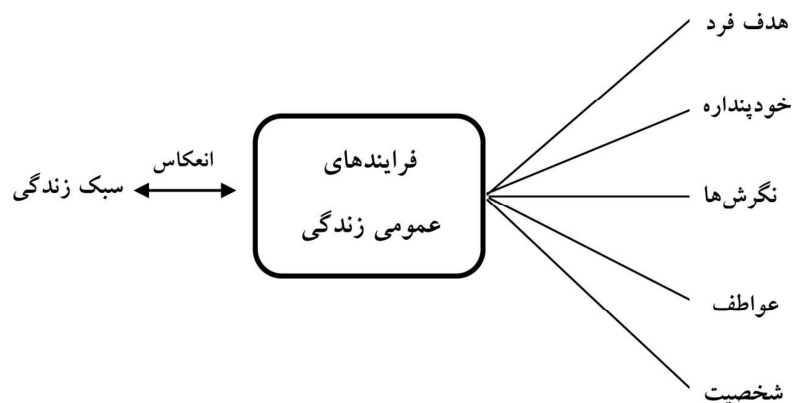 هدف فرد
خودپنداره
نگرش‌ها
عواطف
شخصیت
فرایندهای
عمومی زندگی
انعکاس
سبک زندگی